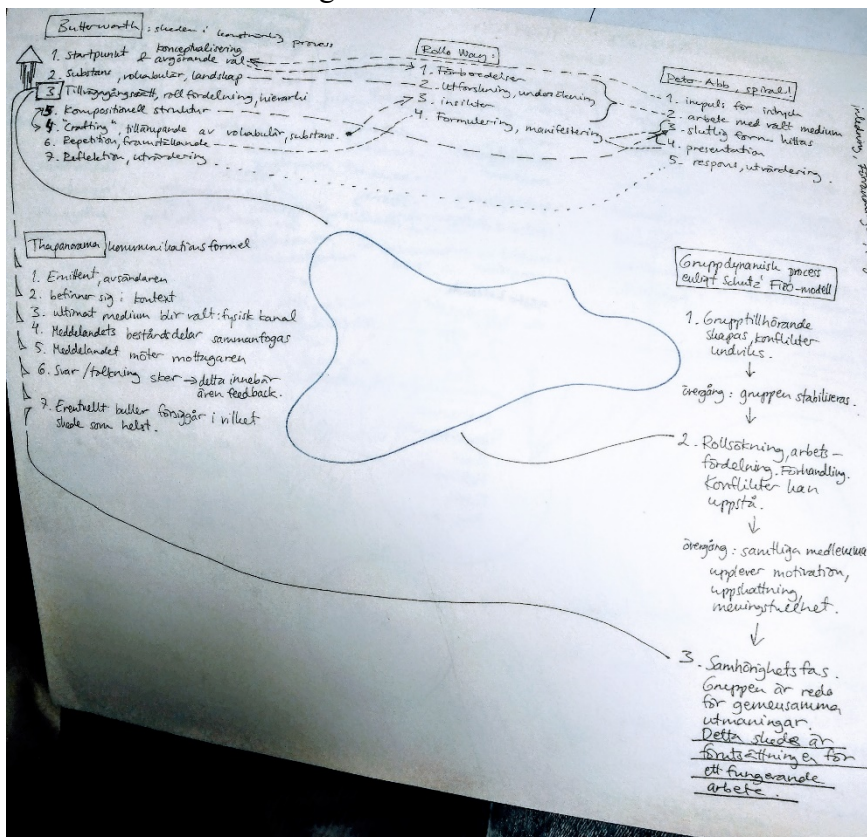 Butterworth : skeden i konstnärlig process
1. Startpunkt & konceptualisering avgörande val
2. Substans, vokabulär, landskap
3. Tillvägagångssätt, rollfördelning, hierarki
5. Kompositionell struktur
4. "Crafting", tillämpande av vokabulär, substans.
6. Repetition, framställande
7. Reflektion, utvärdering
Rollo May :
1. Förberedelser
2. Utforskning, undersökning
3. insikter
4. Formulering, manifestering
Abb, spiral!
1. impuls för
2. arbete med valt medium
3. slutlig form hittas
4. presentation
5. respons, utvärdering.
Thapanorama kommunikationsformel
1. Emittent, avsändaren
2. befinner sig i kontext
3. ultimat medium blir valt: fysisk kanal
4. Meddelandets beståndsdelar sammanfogas
5. Meddelandet möter mottagaren
6. Svar/tolkning sker → detta innebär
även feedback.
7. Eventuellt buller försiggår i vilket
skede som helst.
Gruppdynamisk process
enligt Schutz' FIRO-modell
1. Grupptillhörande
skapas, konflikter
undviks.
↓
övergång: gruppen stabiliseras.
↓
2. Rollsökning, arbets-
fördelning. Förhandling.
Konflikter kan
uppstå.
↓
övergång: samtliga medlemmar
upplever motivation,
uppskattning,
meningsfullhet.
↓
3. Samhörighetsfas.
Gruppen är redo
för gemensamma
utmaningar.
Detta skede är
förutsättningen för
ett fungerande
arbete.